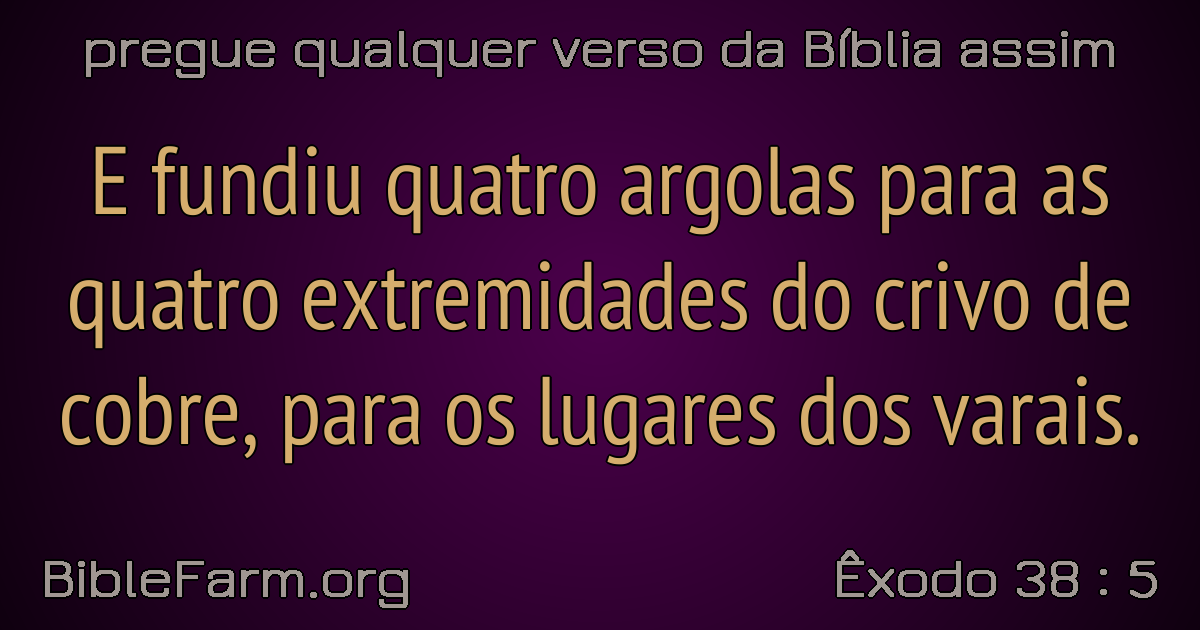 pregue qualquer verso da Bíblia assim
E fundiu quatro argolas para as
quatro extremidades do crivo de
cobre, para os lugares dos varais.
BibleFarm.org
Êxodo 38 : 5